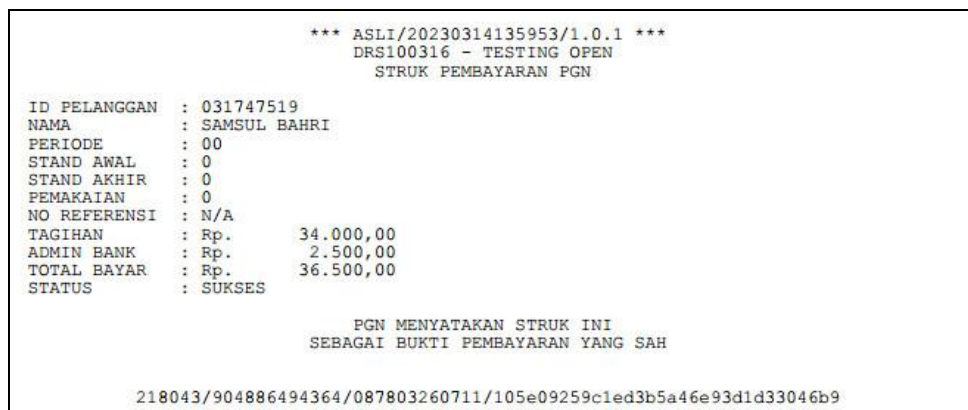 *** ASLI/20230314135953/1.0.1 ***
DRS100316 - TESTING OPEN
STRUK PEMBAYARAN PGN
ID PELANGGAN : 031747519
NAMA : SAMSUL BAHRI
PERIODE : 00
STAND AWAL : 0
STAND AKHIR : 0
PEMAKAIAN : 0
NO REFERENSI : N/A
TAGIHAN : Rp. 34.000,00
ADMIN BANK : Rp. 2.500,00
TOTAL BAYAR : Rp. 36.500,00
STATUS : SUKSES
PGN MENYATAKAN STRUK INI
SEBAGAI BUKTI PEMBAYARAN YANG SAH
218043/904886494364/087803260711/105e09259c1ed3b5a46e93d1d33046b9